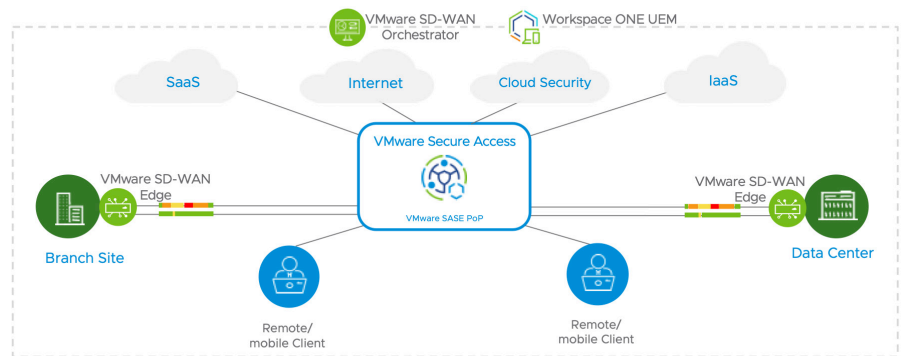 VMware SD-WAN
Orchestrator
Workspace ONE UEM
SaaS
Internet
Cloud Security
IaaS
VMware Secure Access
VMware SASE PoP
VMware SD-WAN
Edge
Branch Site
VMware SD-WAN
Edge
Data Center
Remote/
mobile Client
Remote/
mobile Client